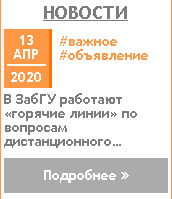 НОВОСТИ
13
АПР
2020
#важное
#объявление
В ЗабГУ работают
«горячие линии» по
вопросам
дистанционного...
Подробнее »